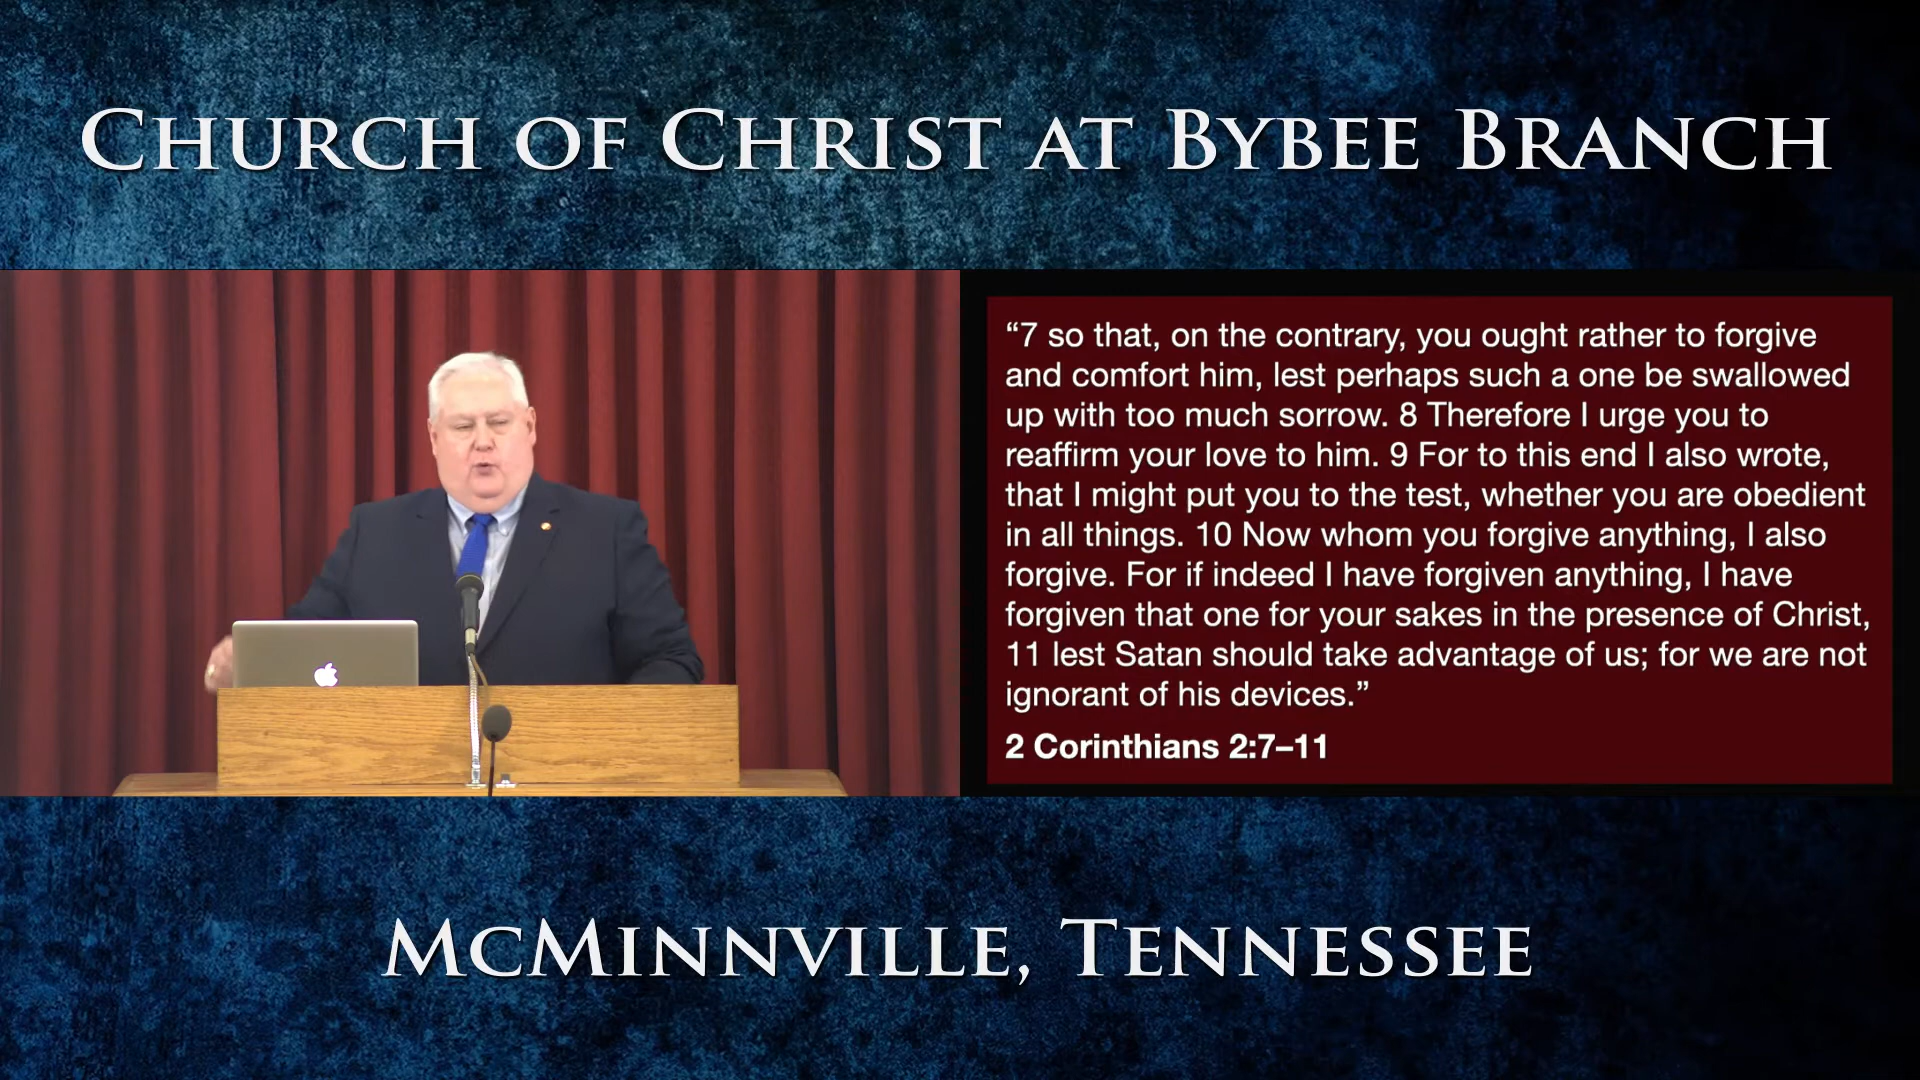 Church of Christ at Bybee Branch
“7 so that, on the contrary, you ought rather to forgive
and comfort him, lest perhaps such a one be swallowed
up with too much sorrow. 8 Therefore I urge you to
reaffirm your love to him. 9 For to this end I also wrote,
that I might put you to the test, whether you are obedient
in all things. 10 Now whom you forgive anything, I also
forgive. For if indeed I have forgiven anything, I have
forgiven that one for your sakes in the presence of Christ,
11 lest Satan should take advantage of us; for we are not
ignorant of his devices.”
2 Corinthians 2:7–11
McMinnville, Tennessee